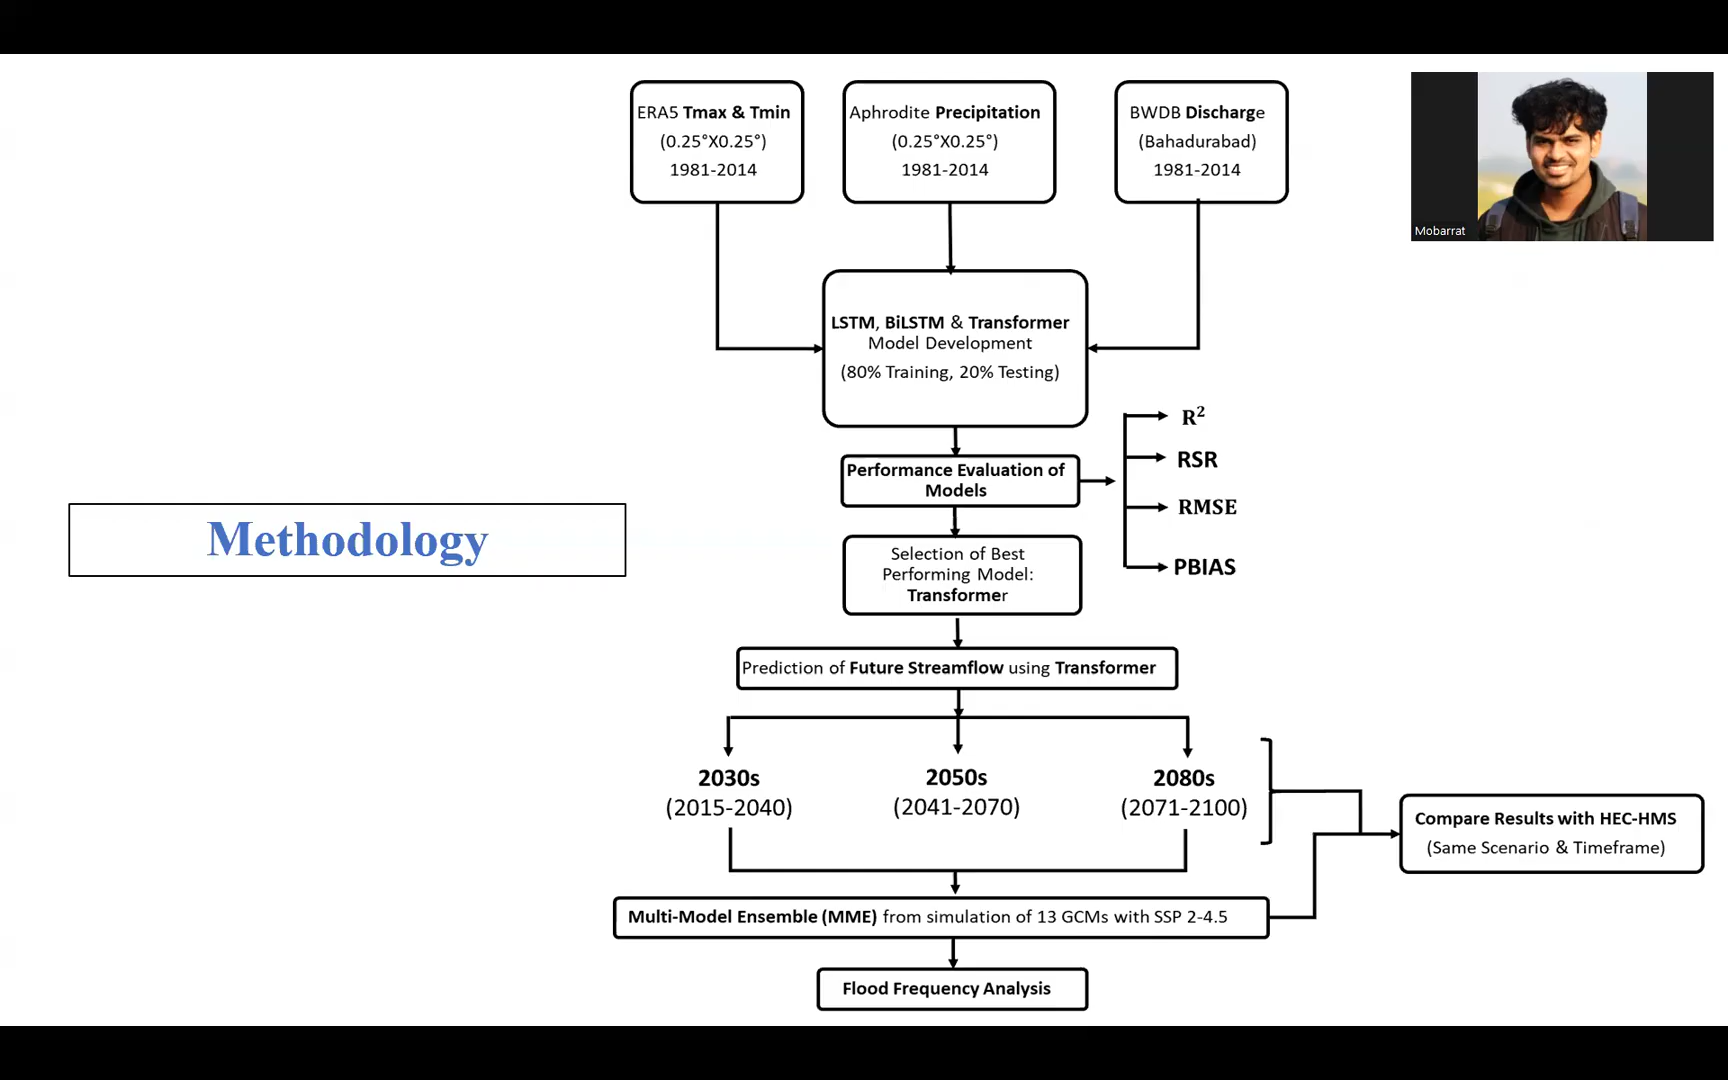 ERA5 Tmax & Tmin
(0.25°X0.25°)
1981-2014
Aphrodite Precipitation
(0.25°X0.25°)
1981-2014
BWDB Discharge
(Bahadurabad)
1981-2014
Mobarrat
LSTM, BiLSTM & Transformer
Model Development
(80% Training, 20% Testing)
Performance Evaluation of
Models
R²
RSR
RMSE
PBIAS
Methodology
Selection of Best
Performing Model:
Transformer
Prediction of Future Streamflow using Transformer
2030s
(2015-2040)
2050s
(2041-2070)
2080s
(2071-2100)
Compare Results with HEC-HMS
(Same Scenario & Timeframe)
Multi-Model Ensemble (MME) from simulation of 13 GCMs with SSP 2-4.5
Flood Frequency Analysis